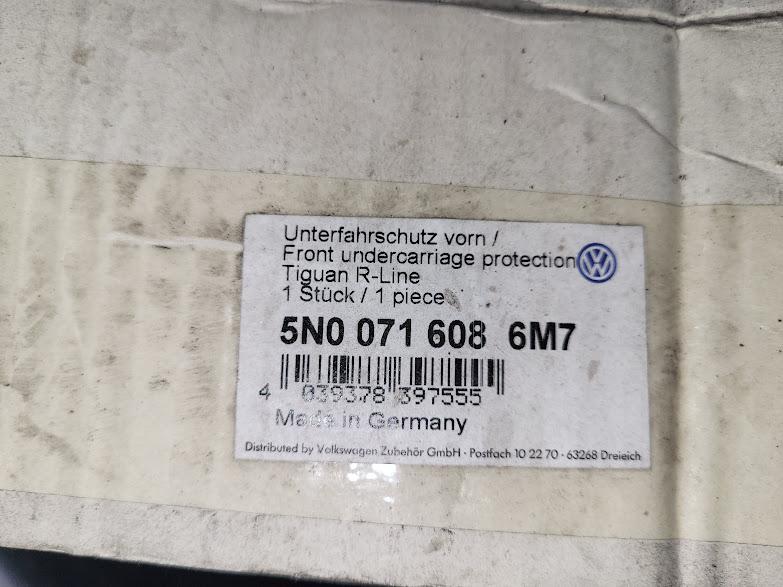 Unterfahrschutz vorn /
Front undercarriage protection
Tiguan R-Line
1 Stück / 1 piece
5N0 071 608 6M7
4 039378 397555
Made in Germany
Distributed by Volkswagen Zubehör GmbH · Postfach 10 22 70 · 63268 Dreieich